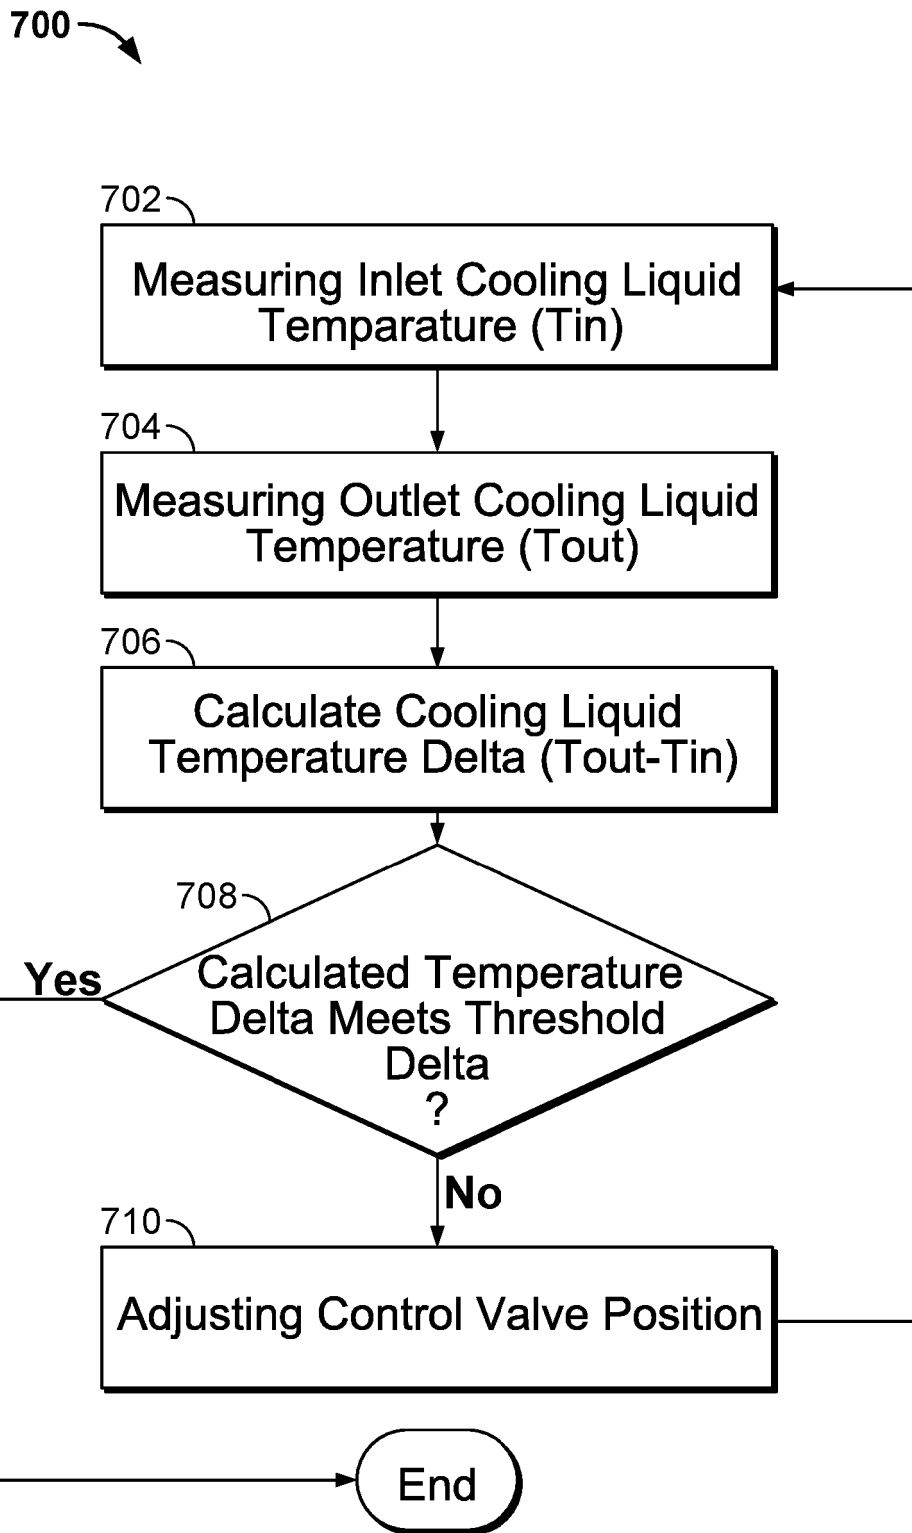 700
702
Measuring Inlet Cooling Liquid
Temparature (Tin)
704
Measuring Outlet Cooling Liquid
Temperature (Tout)
706
Calculate Cooling Liquid
Temperature Delta (Tout-Tin)
708
Yes
Calculated Temperature
Delta Meets Threshold
Delta
?
No
710
Adjusting Control Valve Position
End